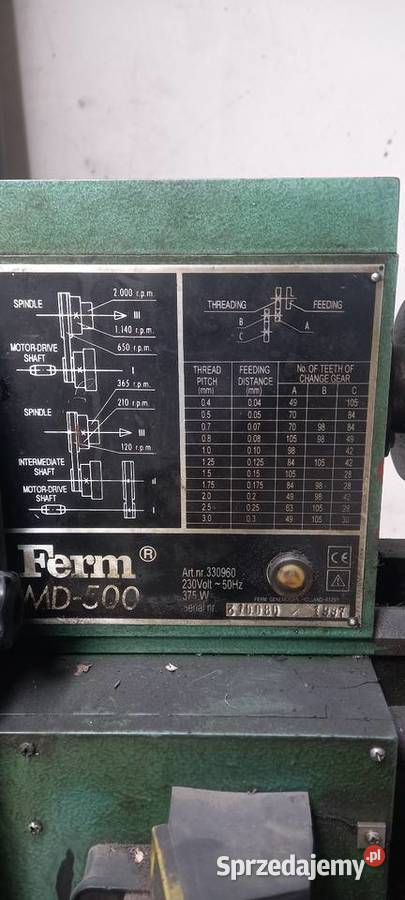 SPINDLE
2.000 r.p.m.
III
1.140 r.p.m.
MOTOR-DRIVE
SHAFT
650 r.p.m.
I
365 r.p.m.
210 r.p.m.
SPINDLE
III
120 r.p.m.
INTERMEDIATE
SHAFT
II
MOTOR-DRIVE
SHAFT
I
THREADING FEEDING
B A
C
THREAD PITCH (mm) FEEDING DISTANCE (mm) No. OF TEETH OF CHANGE GEAR
A B C
0.4 0.04 49 105
0.5 0.05 70 84
0.7 0.07 70 98 84
0.8 0.08 105 98 49
1.0 0.10 98 42
1.25 0.125 84 105 42
1.5 0.15 105 28
1.75 0.175 84 98 28
2.0 0.2 49 98 42
2.5 0.25 63 105 28
3.0 0.3 49 105 30
Ferm®
MD-500
Art.nr. 330960
230Volt ~ 50Hz
375 W
Serial nr.
1997
CE
Sprzedajemy.pl